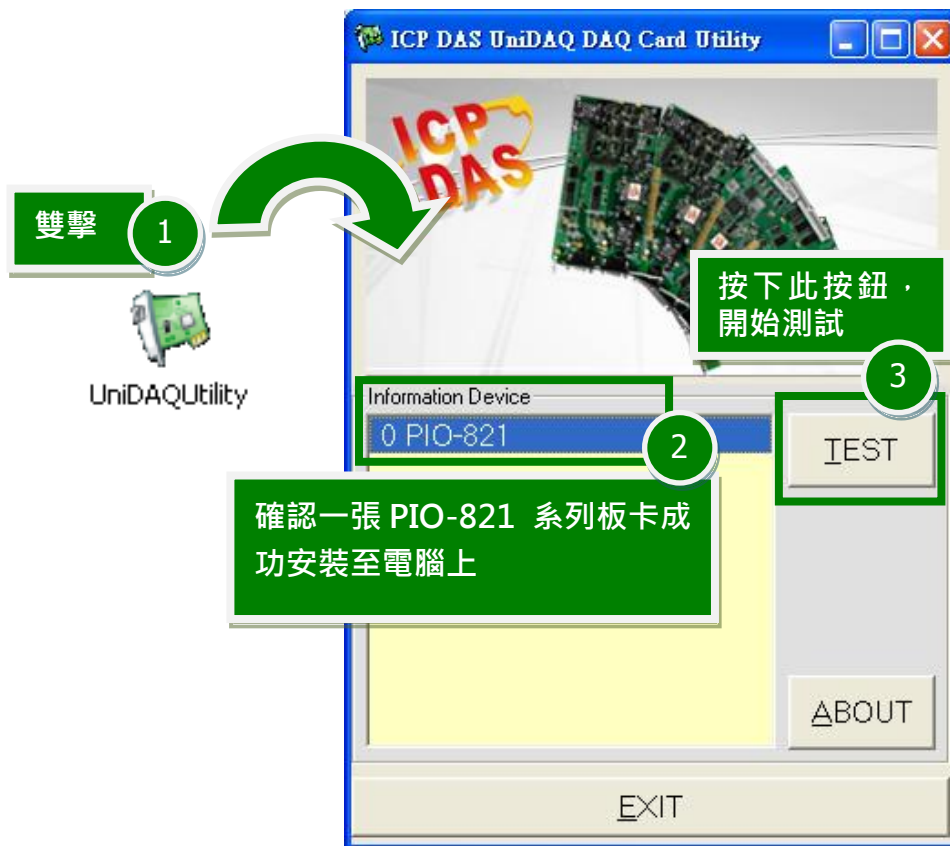 ICP DAS UniDAQ DAQ Card Utility
ICP
DAS
雙擊
1
UniDAQUtility
按下此按鈕，
開始測試
3
Information Device
0 PIO-821
2
TEST
確認一張 PIO-821 系列板卡成
功安裝至電腦上
ABOUT
EXIT